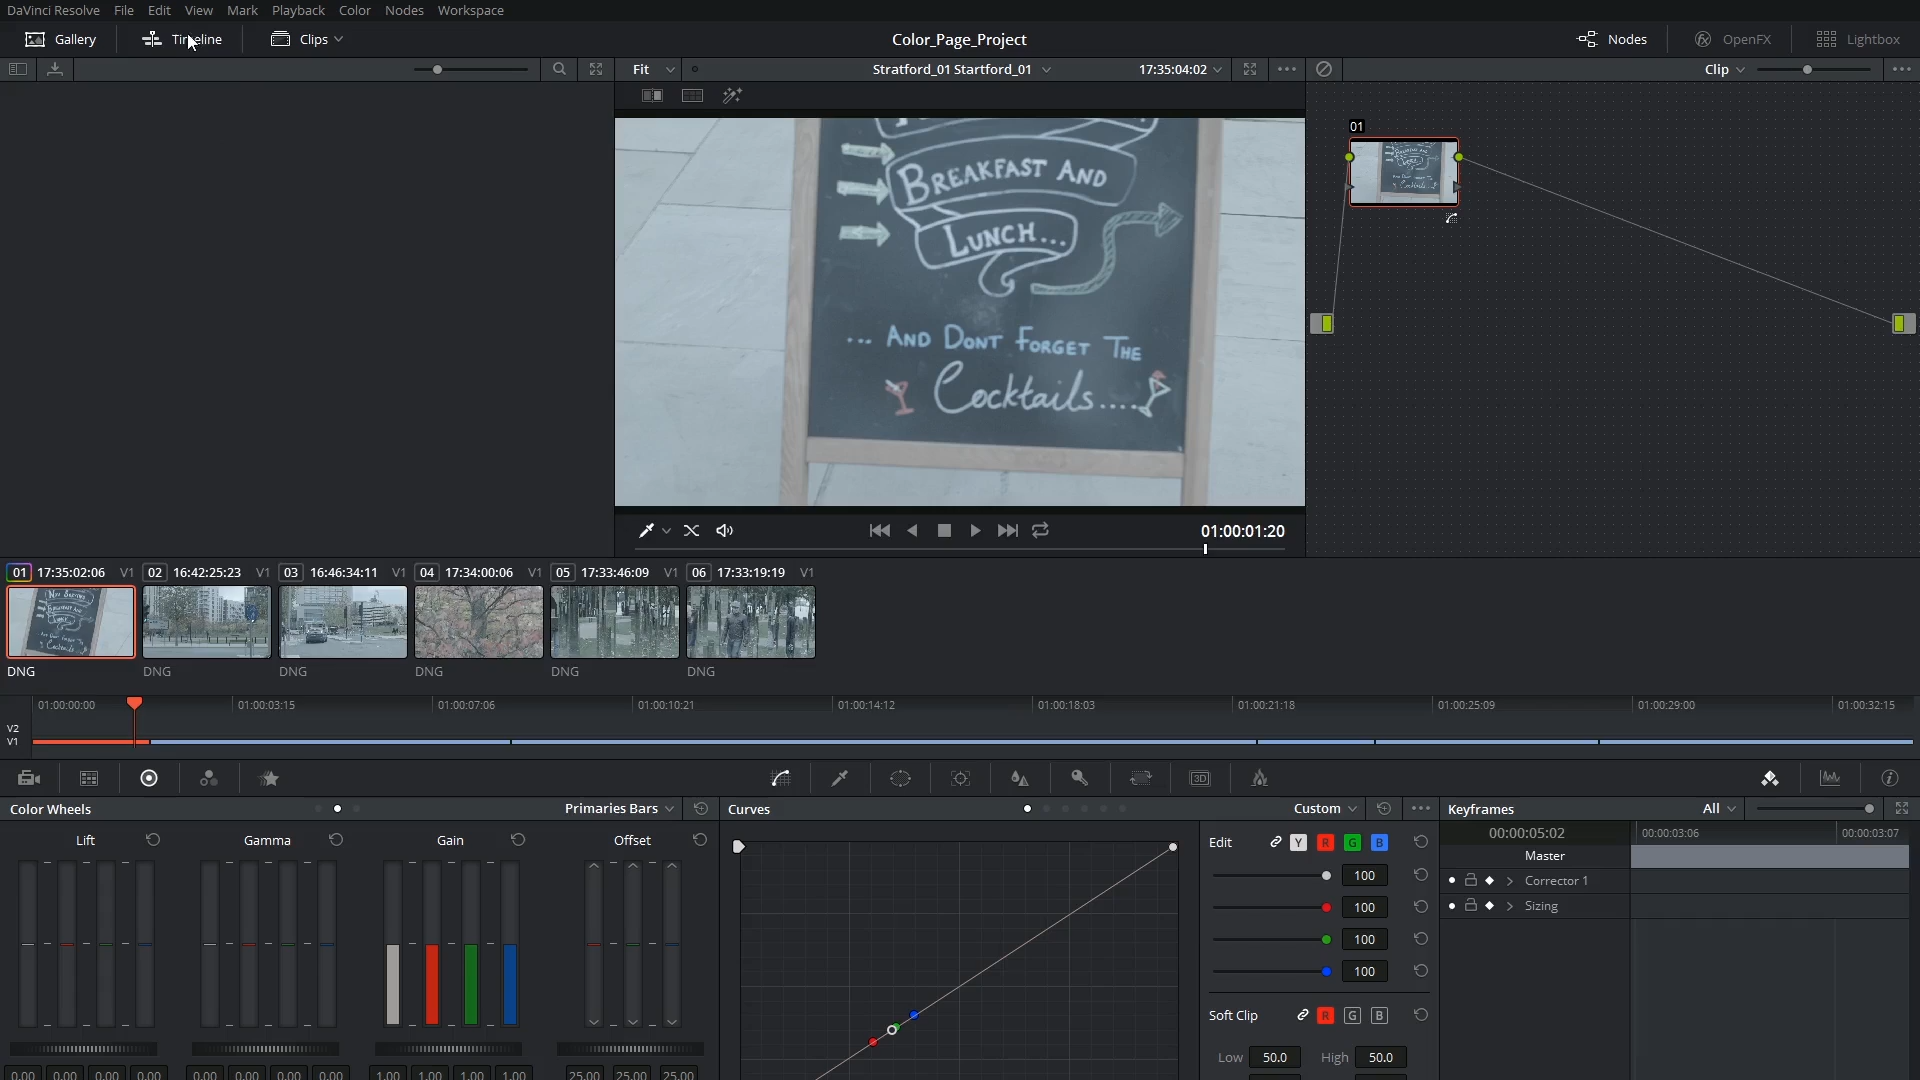 DaVinci Resolve File Edit View Mark Playback Color Nodes Workspace
Gallery Timeline Clips Color_Page_Project Nodes OpenFX Lightbox
Fit Stratford_01 Startford_01 17:35:04:02 Clip
01
BREAKFAST AND
LUNCH...
... AND DONT FORGET THE
Cocktails....
01:00:01:20
01 17:35:02:06 V1 02 16:42:25:23 V1 03 16:46:34:11 V1 04 17:34:00:06 V1 05 17:33:46:09 V1 06 17:33:19:19 V1
DNG DNG DNG DNG DNG DNG
01:00:00:00 01:00:03:15 01:00:07:06 01:00:10:21 01:00:14:12 01:00:18:03 01:00:21:18 01:00:25:09 01:00:29:00 01:00:32:15
V2
V1
3D
Color Wheels Primaries Bars Curves Custom Keyframes All
Lift Gamma Gain Offset Edit Y R G B 00:00:05:02 00:00:03:06 00:00:03:07
Master
100 Corrector 1
100 Sizing
100
100
Soft Clip R G B
Low 50.0 High 50.0
0.00 0.00 0.00 0.00 0.00 0.00 0.00 0.00 1.00 1.00 1.00 1.00 25.00 25.00 25.00